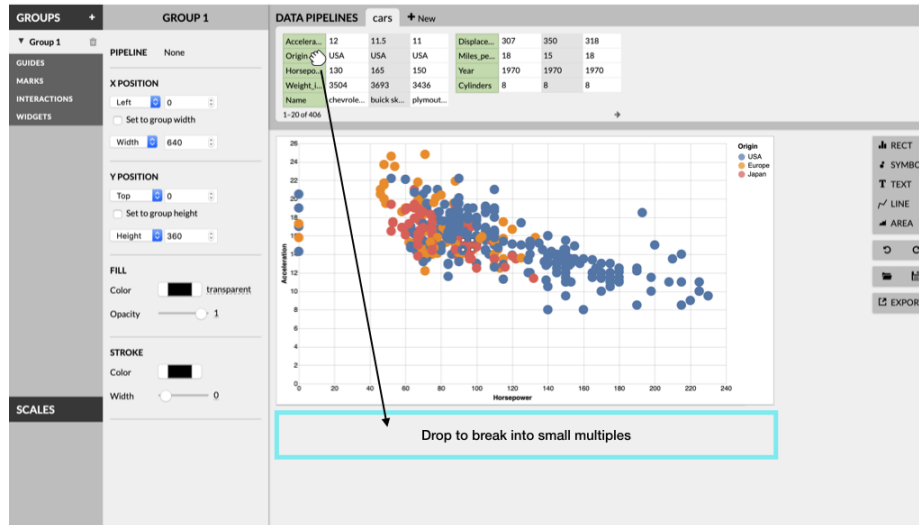 GROUPS +
Group 1
GUIDES
MARKS
INTERACTIONS
WIDGETS
SCALES
GROUP 1
PIPELINE None
X POSITION
Left 0
Set to group width
Width 640
Y POSITION
Top 0
Set to group height
Height 360
FILL
Color transparent
Opacity 1
STROKE
Color
Width 0
DATA PIPELINES cars + New
Accelera... 12 11.5 11 Displace... 307 350 318
Origin USA USA USA Miles_pe... 18 15 18
Horsepo... 130 165 150 Year 1970 1970 1970
Weight_i... 3504 3693 3436 Cylinders 8 8 8
Name chevrole... buick sk... plymout...
1-20 of 406
Origin
USA
Europe
Japan
26
24
22
20
18
16
14
12
10
8
6
4
2
0
Acceleration
0 20 40 60 80 100 120 140 160 180 200 220 240
Horsepower
Drop to break into small multiples
RECT
SYMBO
TEXT
LINE
AREA
EXPOR